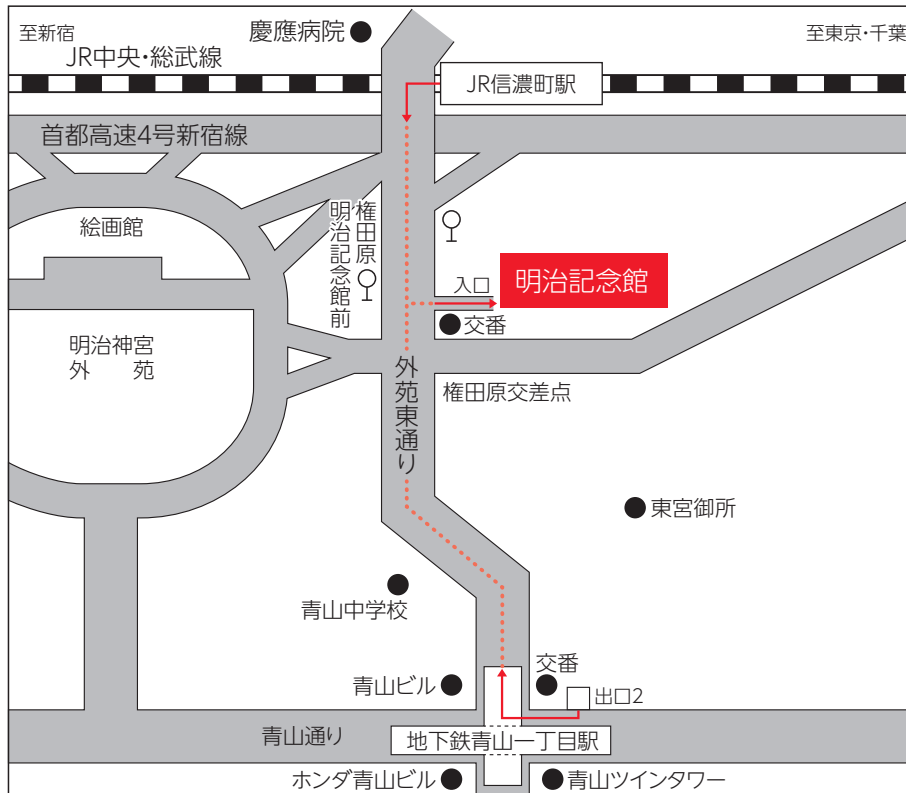 至新宿
慶應病院
至東京・千葉
JR中央・総武線
JR信濃町駅
首都高速4号新宿線
絵画館
権田原
明治記念館前
入口
明治記念館
交番
明治神宮
外　苑
外苑東通り
権田原交差点
東宮御所
青山中学校
交番
青山ビル
出口2
青山通り
地下鉄青山一丁目駅
ホンダ青山ビル
青山ツインタワー